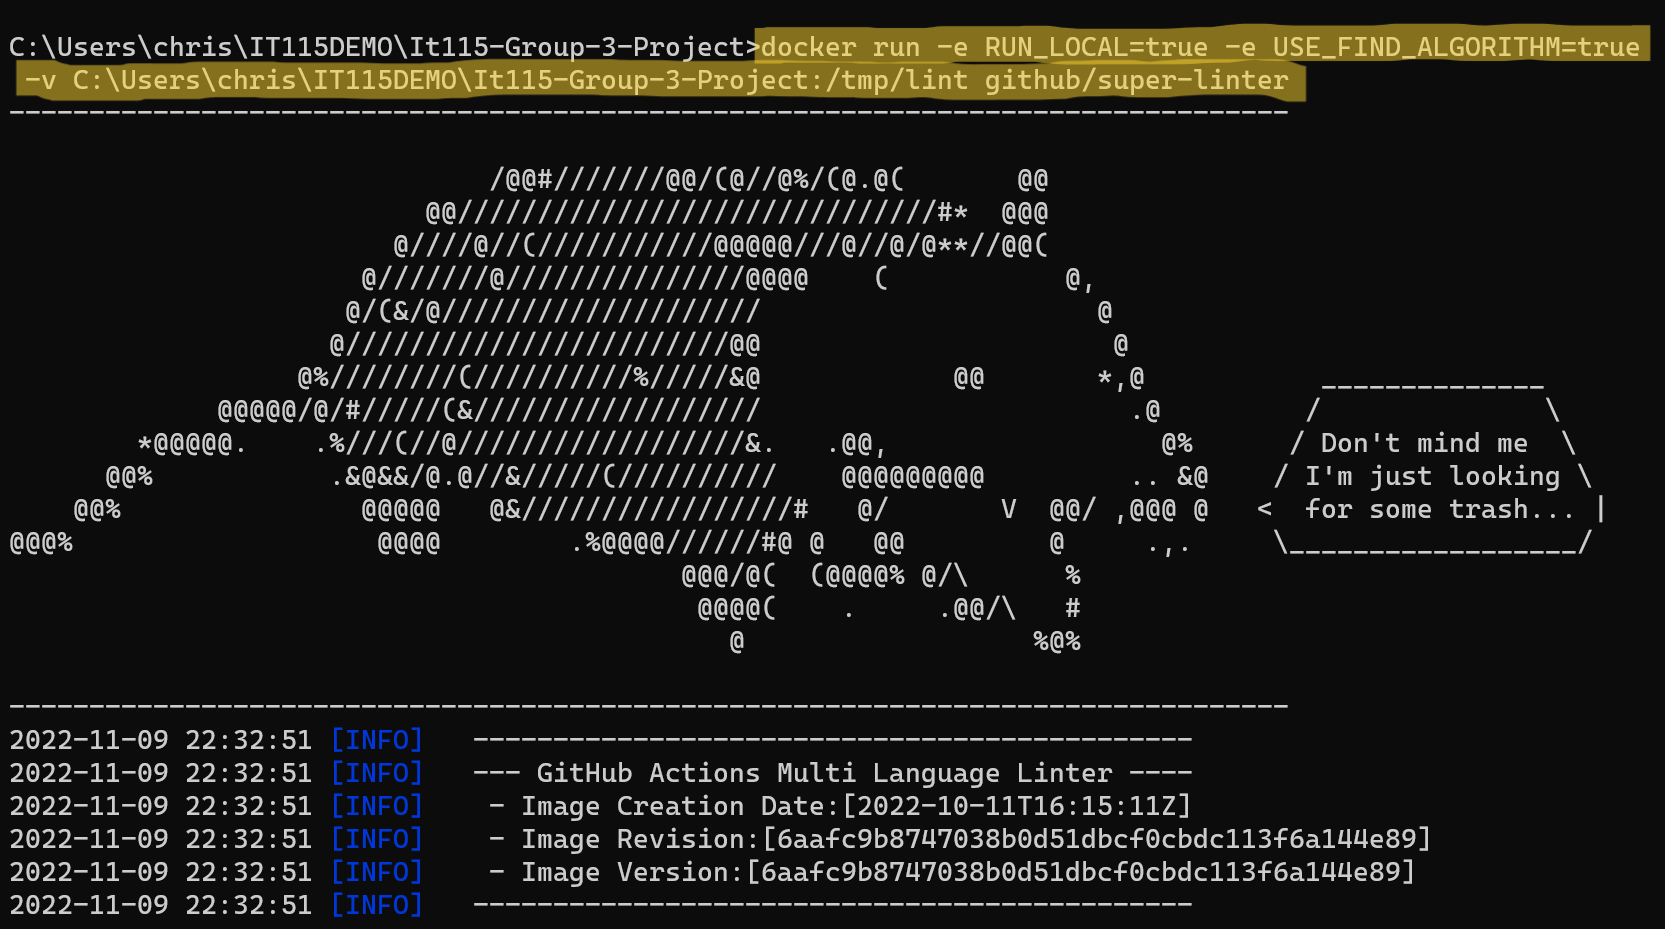 C:\Users\chris\IT115DEMO\It115-Group-3-Project>docker run -e RUN_LOCAL=true -e USE_FIND_ALGORITHM=true
 -v C:\Users\chris\IT115DEMO\It115-Group-3-Project:/tmp/lint github/super-linter
--------------------------------------------------------------------------------

                              /@@#///////@@/(@//@%/(@.@(       @@
                          @@//////////////////////////////#*  @@@
                        @////@//(///////////@@@@@///@//@/@**//@@(
                      @///////@///////////////@@@@    (           @,
                     @/(&/@////////////////////                     @
                    @////////////////////////@@                      @
                  @%////////(//////////%/////&@            @@       *,@           ______________
             @@@@@/@/#/////(&//////////////////                       .@         /              \
        *@@@@@.    .%///(//@//////////////////&.   .@@,                 @%      / Don't mind me  \
      @@%           .&@&&/@.@//&/////(//////////    @@@@@@@@@         .. &@    / I'm just looking \
    @@%               @@@@@   @&/////////////////#   @/       V  @@/ ,@@@ @   <  for some trash... |
@@@%                   @@@@        .%@@@@//////#@ @   @@         @     .,.     \__________________/
                                          @@@/@(  (@@@@% @/\      %
                                           @@@@(    .     .@@/\   #
                                             @                  %@%

--------------------------------------------------------------------------------
2022-11-09 22:32:51 [INFO]   ---------------------------------------------
2022-11-09 22:32:51 [INFO]   --- GitHub Actions Multi Language Linter ----
2022-11-09 22:32:51 [INFO]    - Image Creation Date:[2022-10-11T16:15:11Z]
2022-11-09 22:32:51 [INFO]    - Image Revision:[6aafc9b8747038b0d51dbcf0cbdc113f6a144e89]
2022-11-09 22:32:51 [INFO]    - Image Version:[6aafc9b8747038b0d51dbcf0cbdc113f6a144e89]
2022-11-09 22:32:51 [INFO]   ---------------------------------------------